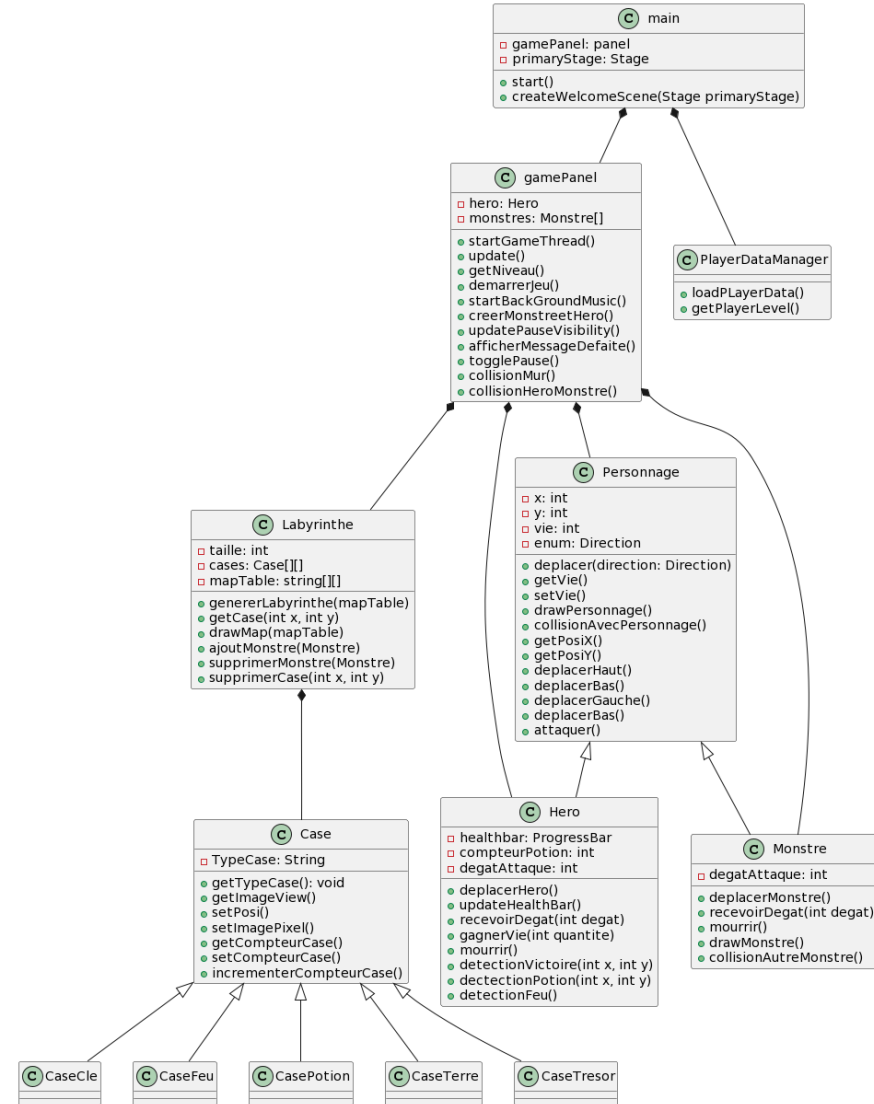 C main
gamePanel: panel
primaryStage: Stage
start()
createWelcomeScene(Stage primaryStage)
C gamePanel
hero: Hero
monstres: Monstre[]
startGameThread()
update()
getNiveau()
demarrerJeu()
startBackGroundMusic()
creerMonstreetHero()
updatePauseVisibility()
afficherMessageDefaite()
togglePause()
collisionMur()
collisionHeroMonstre()
C PlayerDataManager
loadPLayerData()
getPlayerLevel()
C Labyrinthe
taille: int
cases: Case[][]
mapTable: string[][]
genererLabyrinthe(mapTable)
getCase(int x, int y)
drawMap(mapTable)
ajoutMonstre(Monstre)
supprimerMonstre(Monstre)
supprimerCase(int x, int y)
C Personnage
x: int
y: int
vie: int
enum: Direction
deplacer(direction: Direction)
getVie()
setVie()
drawPersonnage()
collisionAvecPersonnage()
getPosiX()
getPosiY()
deplacerHaut()
deplacerBas()
deplacerGauche()
deplacerBas()
attaquer()
C Case
TypeCase: String
getTypeCase(): void
getImageView()
setPosi()
setImagePixel()
getCompteurCase()
setCompteurCase()
incrementerCompteurCase()
C Hero
healthbar: ProgressBar
compteurPotion: int
degatAttaque: int
deplacerHero()
updateHealthBar()
recevoirDegat(int degat)
gagnerVie(int quantite)
mourrir()
detectionVictoire(int x, int y)
dectectionPotion(int x, int y)
detectionFeu()
C Monstre
degatAttaque: int
deplacerMonstre()
recevoirDegat(int degat)
mourrir()
drawMonstre()
collisionAutreMonstre()
C CaseCle
C CaseFeu
C CasePotion
C CaseTerre
C CaseTresor